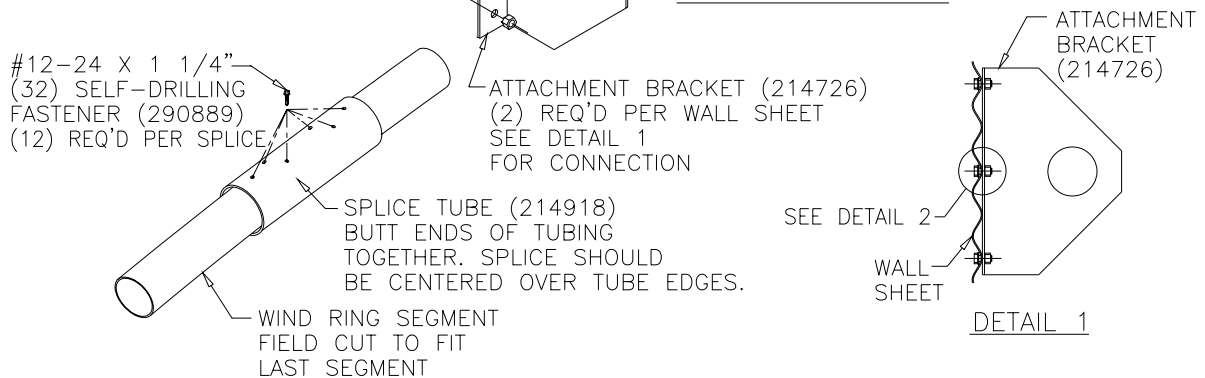 #12-24 X 1 1/4"
(32) SELF-DRILLING
FASTENER (290889)
(12) REQ'D PER SPLICE
ATTACHMENT BRACKET (214726)
(2) REQ'D PER WALL SHEET
SEE DETAIL 1
FOR CONNECTION
SPLICE TUBE (214918)
BUTT ENDS OF TUBING
TOGETHER. SPLICE SHOULD
BE CENTERED OVER TUBE EDGES.
WIND RING SEGMENT
FIELD CUT TO FIT
LAST SEGMENT
ATTACHMENT
BRACKET
(214726)
SEE DETAIL 2
WALL
SHEET
DETAIL 1